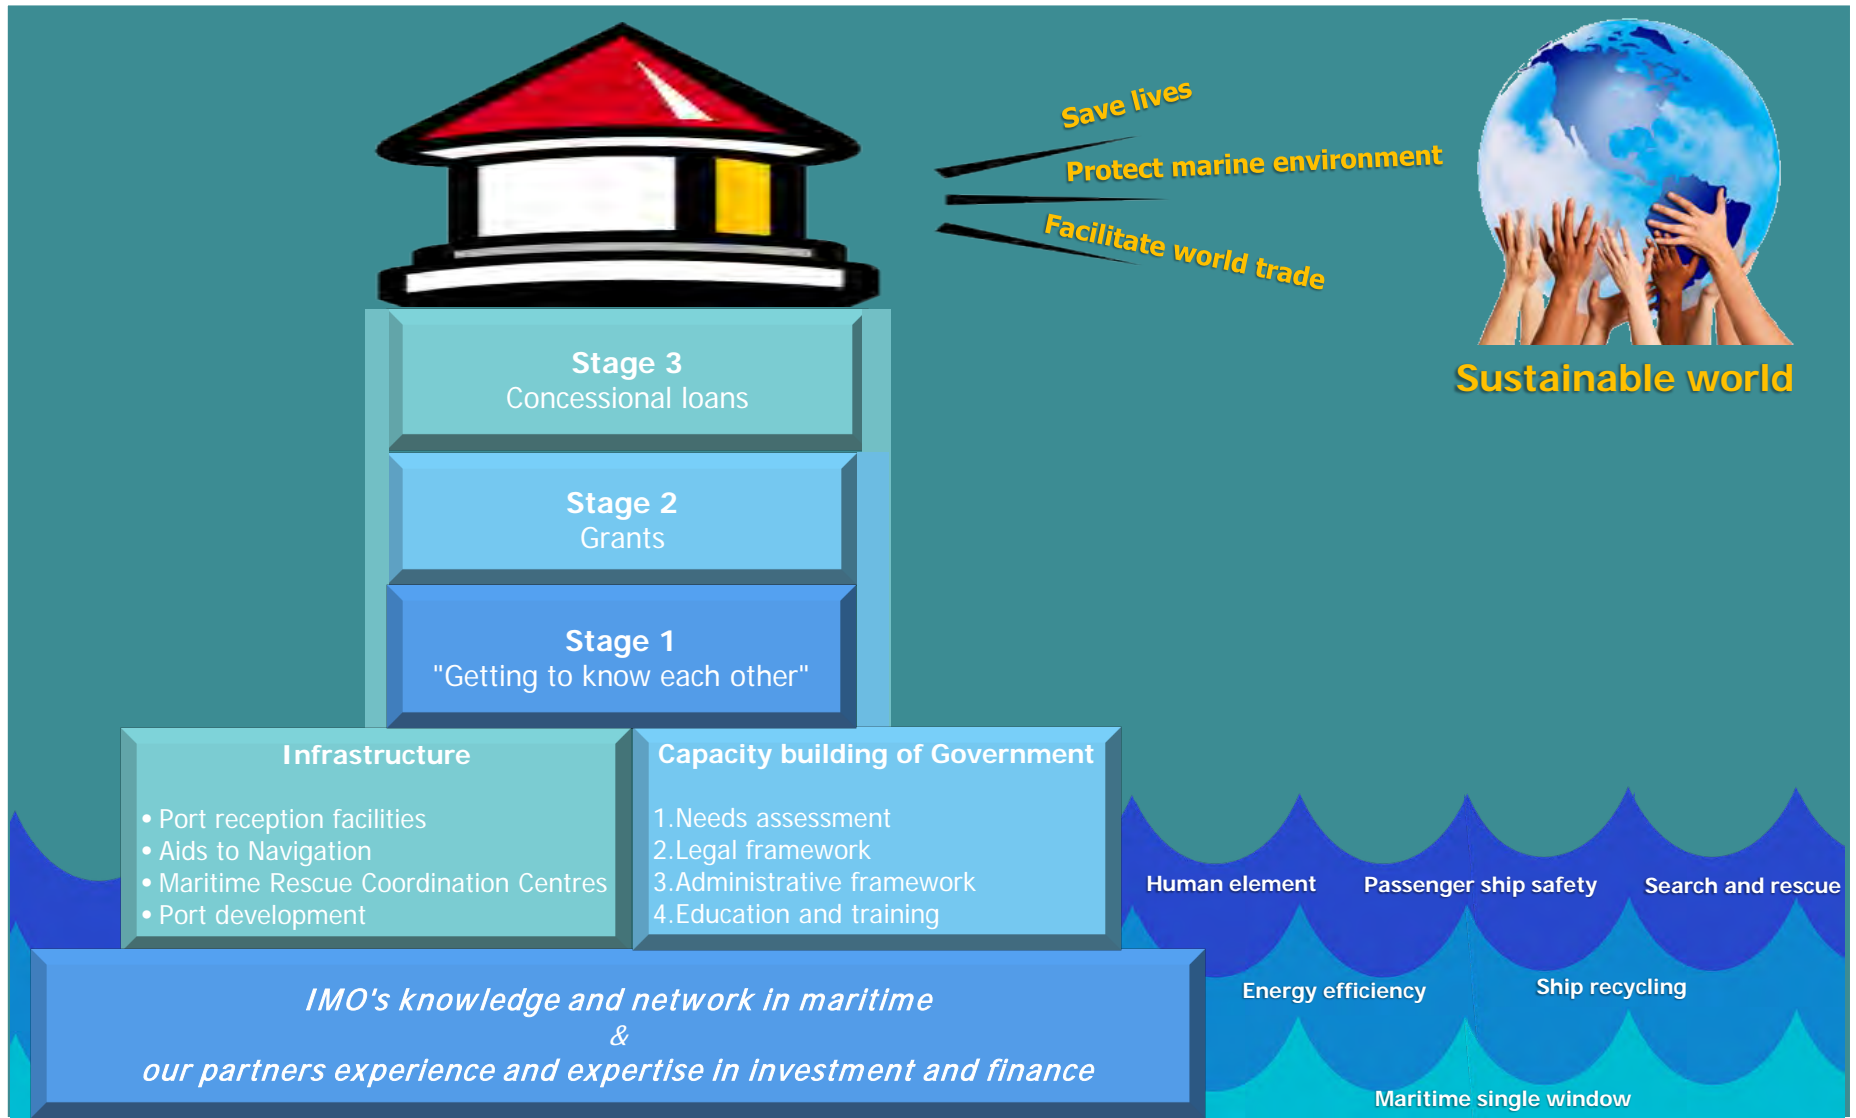 Save lives
Protect marine environment
Facilitate world trade
Sustainable world
Stage 3
Concessional loans
Stage 2
Grants
Stage 1
"Getting to know each other"
Infrastructure
• Port reception facilities
• Aids to Navigation
• Maritime Rescue Coordination Centres
• Port development
Capacity building of Government
1.Needs assessment
2.Legal framework
3.Administrative framework
4.Education and training
IMO's knowledge and network in maritime
&
our partners experience and expertise in investment and finance
Human element
Passenger ship safety
Search and rescue
Energy efficiency
Ship recycling
Maritime single window